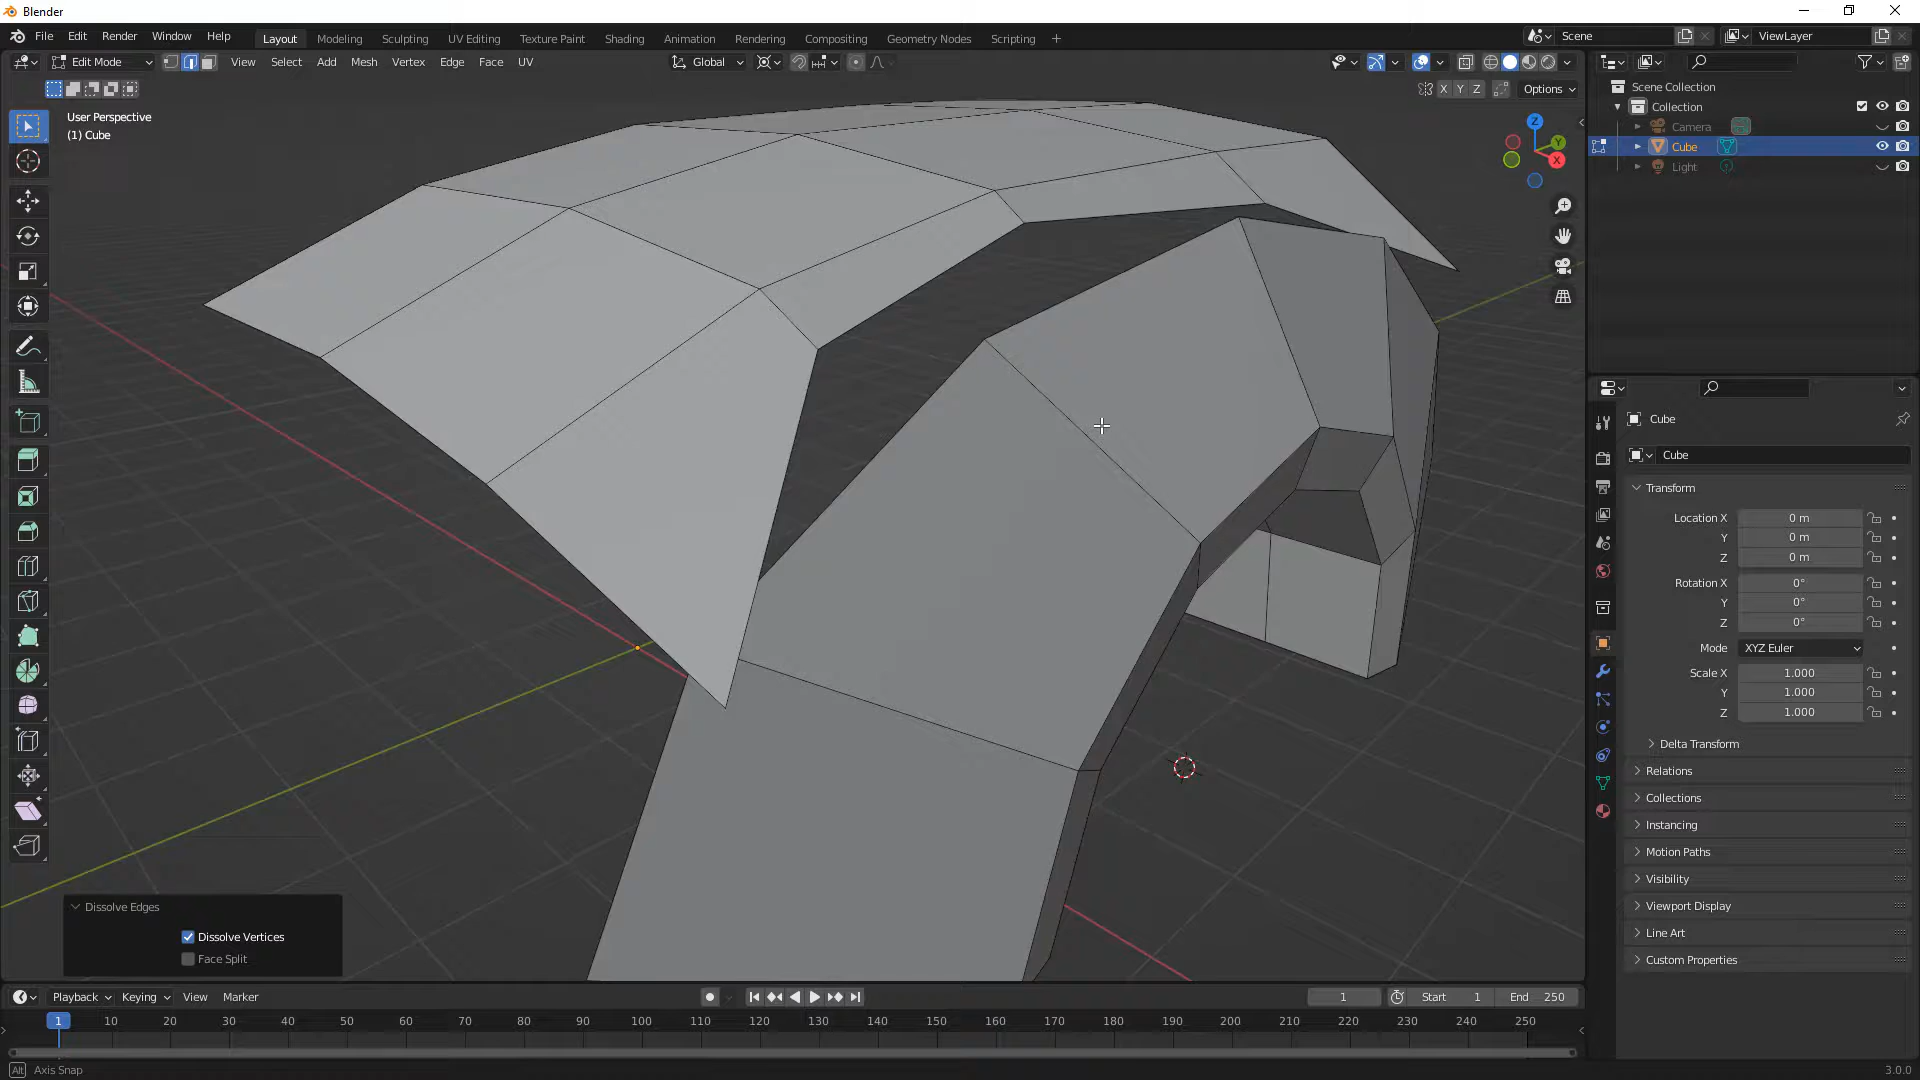 Blender
File Edit Render Window Help
Layout Modeling Sculpting UV Editing Texture Paint Shading Animation Rendering Compositing Geometry Nodes Scripting +
Scene
ViewLayer
Edit Mode
View Select Add Mesh Vertex Edge Face UV
Global
X Y Z
Options
User Perspective
(1) Cube
Z
Y
X
Scene Collection
Collection
Camera
Cube
Light
Cube
Cube
Transform
Location X 0 m
Y 0 m
Z 0 m
Rotation X 0°
Y 0°
Z 0°
Mode XYZ Euler
Scale X 1.000
Y 1.000
Z 1.000
Delta Transform
Relations
Collections
Instancing
Motion Paths
Visibility
Viewport Display
Line Art
Custom Properties
Dissolve Edges
Dissolve Vertices
Face Split
Playback Keying View Marker
1
Start 1
End 250
1 10 20 30 40 50 60 70 80 90 100 110 120 130 140 150 160 170 180 190 200 210 220 230 240 250
Alt Axis Snap
3.0.0